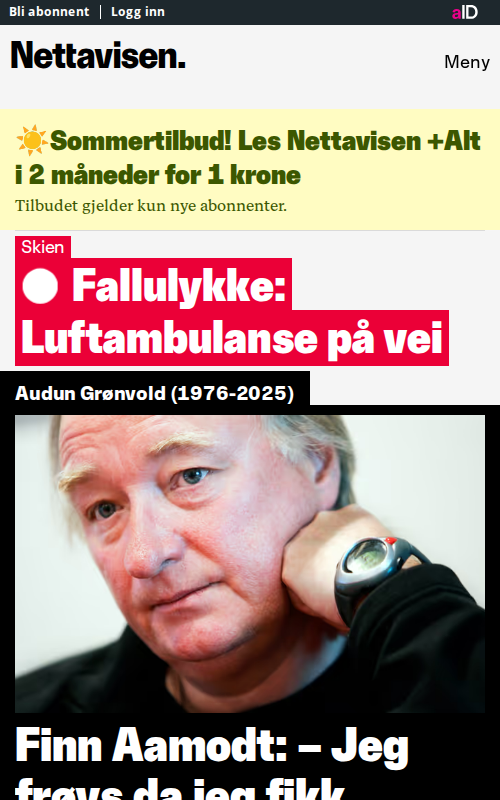 Bli abonnent | Logg inn
aID
Nettavisen.
Meny
Sommertilbud! Les Nettavisen +Alt
i 2 måneder for 1 krone
Tilbudet gjelder kun nye abonnenter.
Skien
Fallulykke:
Luftambulanse på vei
Audun Grønvold (1976-2025)
Finn Aamodt: – Jeg
frøys da jeg fikk